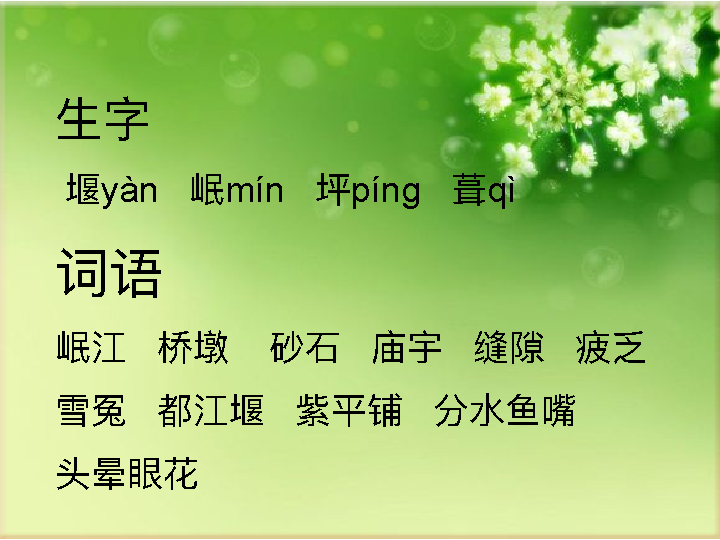 生字
堰yàn 岷mín 坪píng 葺qì
词语
岷江 桥墩 砂石 庙宇 缝隙 疲乏
雪冤 都江堰 紫平铺 分水鱼嘴
头晕眼花